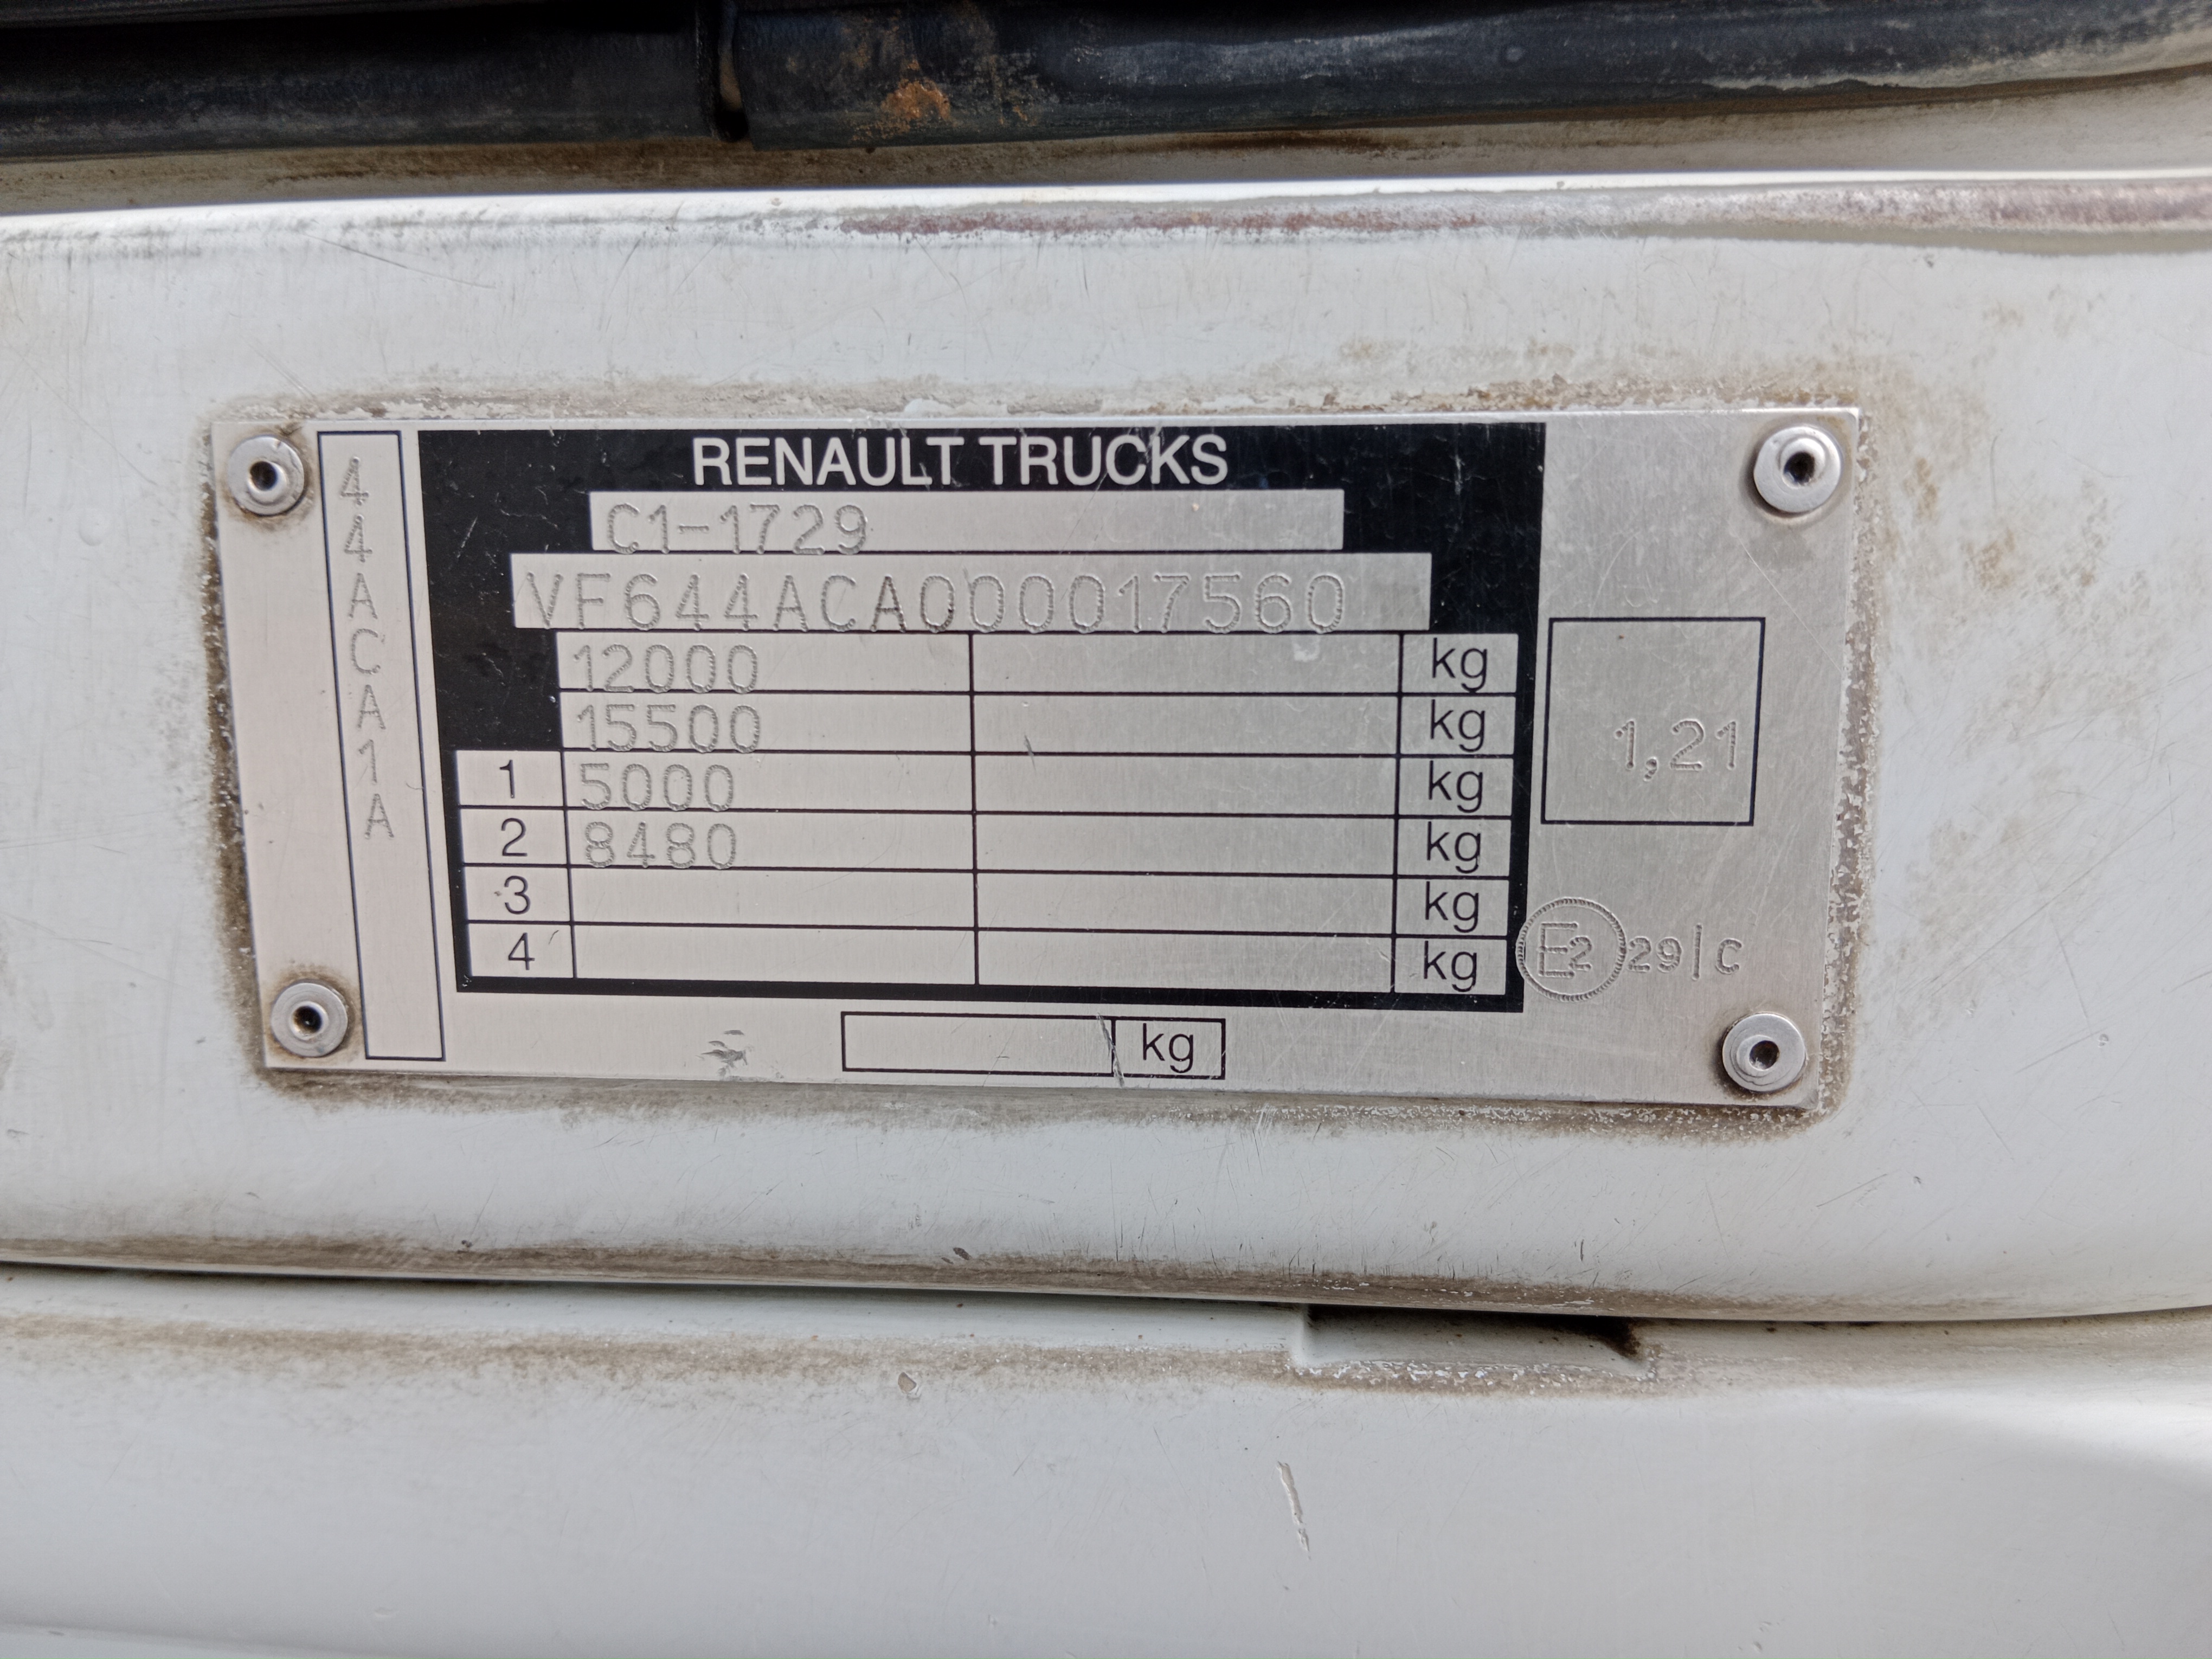 RENAULT TRUCKS
C1-1729
VF644ACA000017560
12000 kg
15500 kg
1 5000 kg
2 8480 kg
3 kg
4 kg
kg
44ACA1A
1,21
E2 29|C